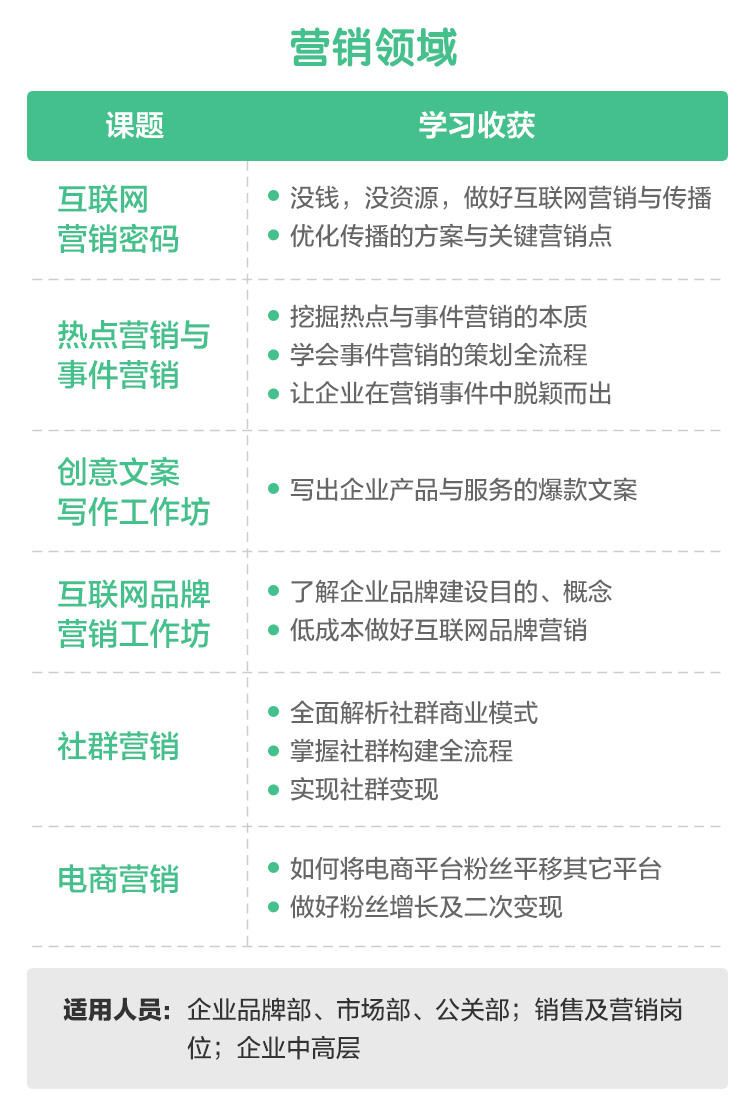 营销领域
课题 学习收获
互联网
营销密码
没钱，没资源，做好互联网营销与传播
优化传播的方案与关键营销点
热点营销与
事件营销
挖掘热点与事件营销的本质
学会事件营销的策划全流程
让企业在营销事件中脱颖而出
创意文案
写作工作坊
写出企业产品与服务的爆款文案
互联网品牌
营销工作坊
了解企业品牌建设目的、概念
低成本做好互联网品牌营销
社群营销
全面解析社群商业模式
掌握社群构建全流程
实现社群变现
电商营销
如何将电商平台粉丝平移其它平台
做好粉丝增长及二次变现
适用人员：企业品牌部、市场部、公关部；销售及营销岗
位；企业中高层